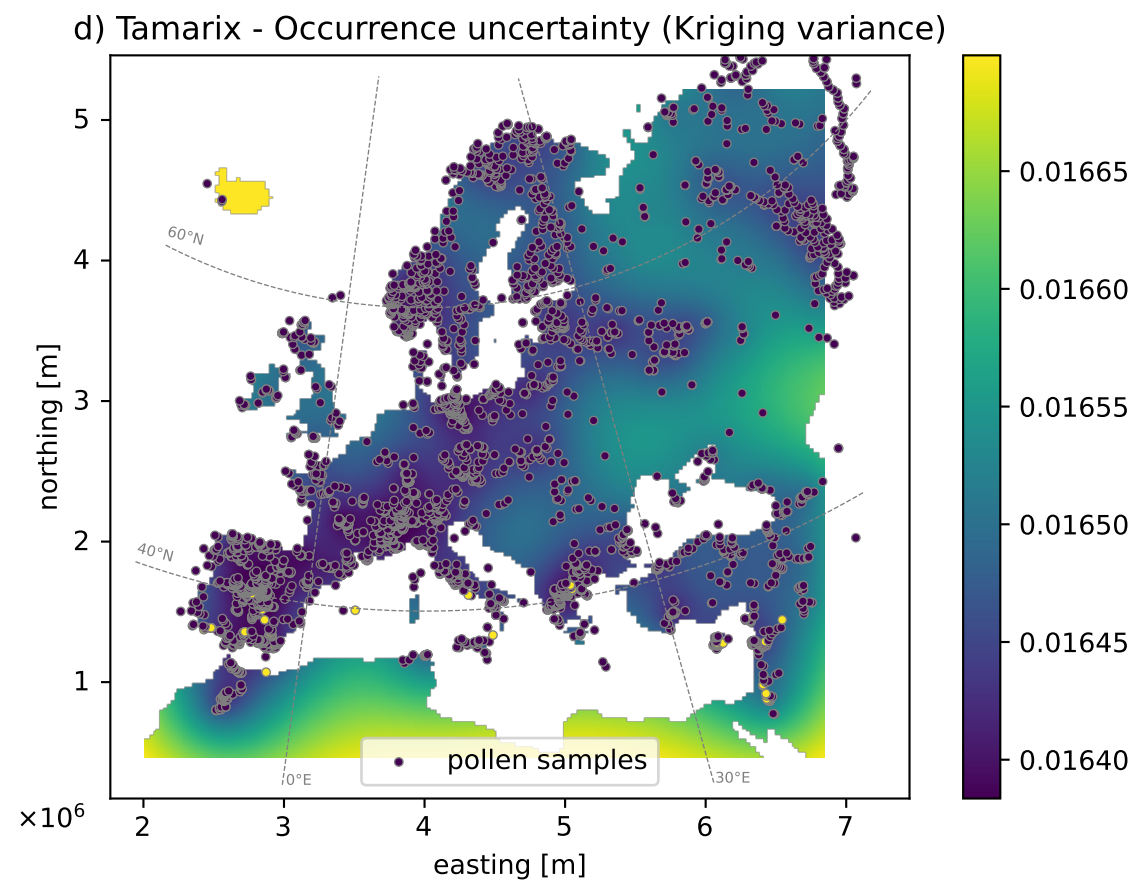 d) Tamarix - Occurrence uncertainty (Kriging variance)
5
4
3
2
1
northing [m]
60°N
40°N
0°E
30°E
pollen samples
×10⁶
2 3 4 5 6 7
easting [m]
0.01665
0.01660
0.01655
0.01650
0.01645
0.01640